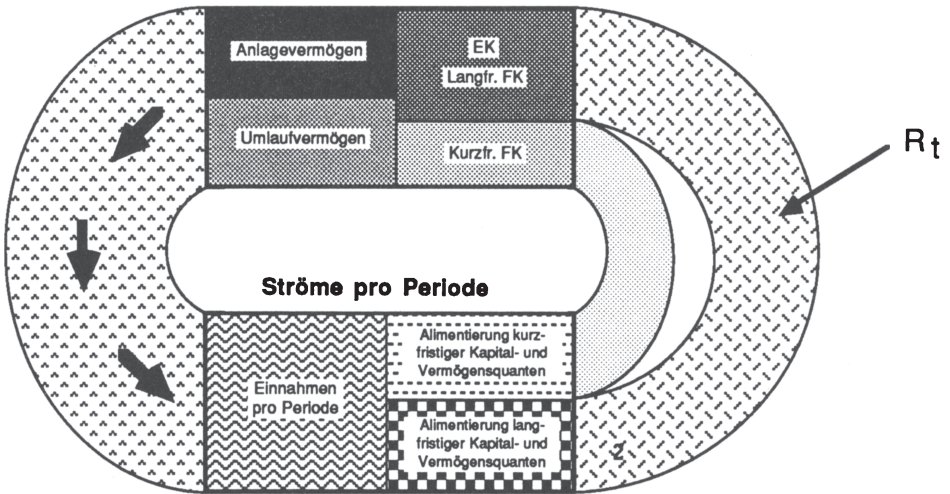 Anlagevermögen
EK
Langfr. FK
Umlaufvermögen
Kurzfr. FK
R t
Ströme pro Periode
Alimentierung kurz-
fristiger Kapital- und
Vermögensquanten
Einnahmen
pro Periode
Alimentierung lang-
fristiger Kapital- und
Vermögensquanten